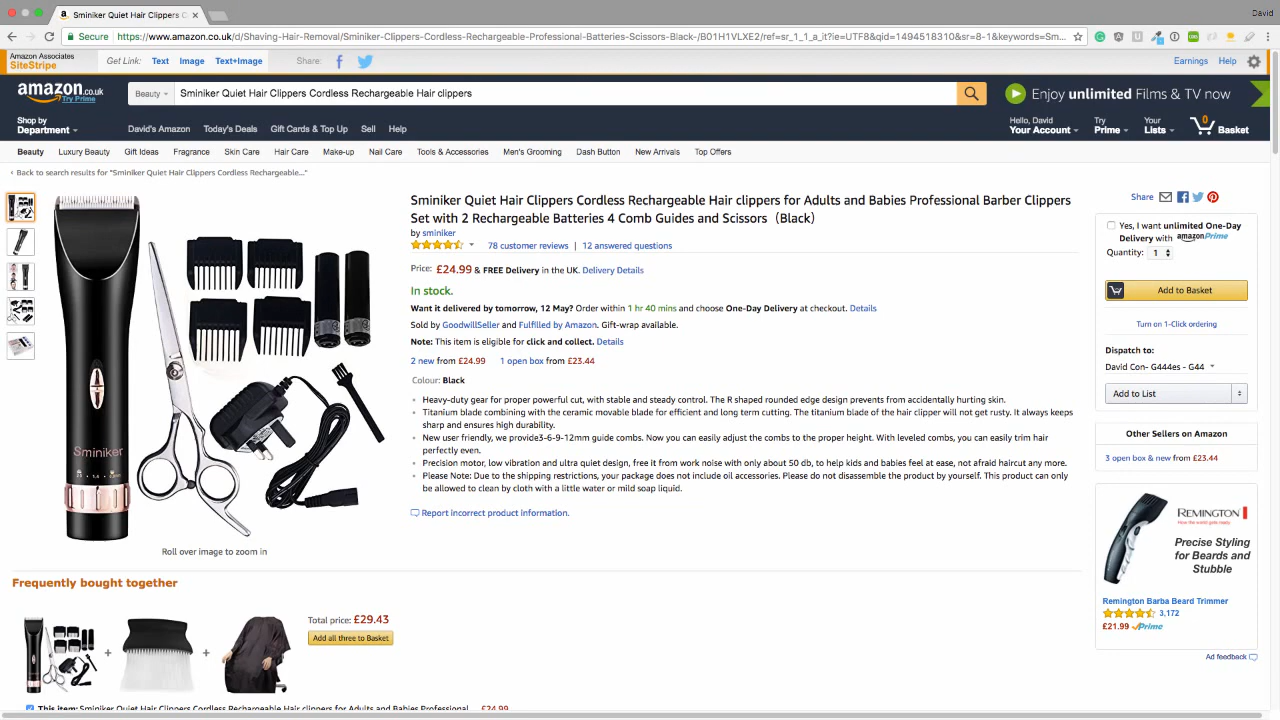 Sminiker Quiet Hair Clippers C
David
Secure
https://www.amazon.co.uk/d/Shaving-Hair-Removal/Sminiker-Clippers-Cordless-Rechargeable-Professional-Batteries-Scissors-Black-/B01H1VLXE2/ref=sr_1_1_a_it?ie=UTF8&qid=1494518310&sr=8-1&keywords=Sm...
Amazon Associates
SiteStripe
Get Link: Text Image Text+Image Share:
Earnings Help
amazon.co.uk
Try Prime
Beauty
Sminiker Quiet Hair Clippers Cordless Rechargeable Hair clippers
Enjoy unlimited Films & TV now
Shop by
Department
David's Amazon Today's Deals Gift Cards & Top Up Sell Help
Hello, David
Your Account
Try
Prime
Your
Lists
0
Basket
Beauty Luxury Beauty Gift Ideas Fragrance Skin Care Hair Care Make-up Nail Care Tools & Accessories Men's Grooming Dash Button New Arrivals Top Offers
‹ Back to search results for "Sminiker Quiet Hair Clippers Cordless Rechargeable..."
Sminiker
Roll over image to zoom in
Sminiker Quiet Hair Clippers Cordless Rechargeable Hair clippers for Adults and Babies Professional Barber Clippers
Set with 2 Rechargeable Batteries 4 Comb Guides and Scissors（Black）
by sminiker
78 customer reviews | 12 answered questions
Price: £24.99 & FREE Delivery in the UK. Delivery Details
In stock.
Want it delivered by tomorrow, 12 May? Order within 1 hr 40 mins and choose One-Day Delivery at checkout. Details
Sold by GoodwillSeller and Fulfilled by Amazon. Gift-wrap available.
Note: This item is eligible for click and collect. Details
2 new from £24.99 1 open box from £23.44
Colour: Black
Heavy-duty gear for proper powerful cut, with stable and steady control. The R shaped rounded edge design prevents from accidentally hurting skin.
Titanium blade combining with the ceramic movable blade for efficient and long term cutting. The titanium blade of the hair clipper will not get rusty. It always keeps
sharp and ensures high durability.
New user friendly, we provide3-6-9-12mm guide combs. Now you can easily adjust the combs to the proper height. With leveled combs, you can easily trim hair
perfectly even.
Precision motor, low vibration and ultra quiet design, free it from work noise with only about 50 db, to help kids and babies feel at ease, not afraid haircut any more.
Please Note: Due to the shipping restrictions, your package does not include oil accessories. Please do not disassemble the product by yourself. This product can only
be allowed to clean by cloth with a little water or mild soap liquid.
Report incorrect product information.
Share
Yes, I want unlimited One-Day
Delivery with amazonPrime
Quantity: 1
Add to Basket
Turn on 1-Click ordering
Dispatch to:
David Con- G444es - G44
Add to List
Other Sellers on Amazon
3 open box & new from £23.44
REMINGTON
How the world gets ready
Precise Styling
for Beards and
Stubble
Remington Barba Beard Trimmer
3,172
£21.99 Prime
Ad feedback
Frequently bought together
+
+
Total price: £29.43
Add all three to Basket
This item: Sminiker Quiet Hair Clippers Cordless Rechargeable Hair clippers for Adults and Babies Professional £24.99